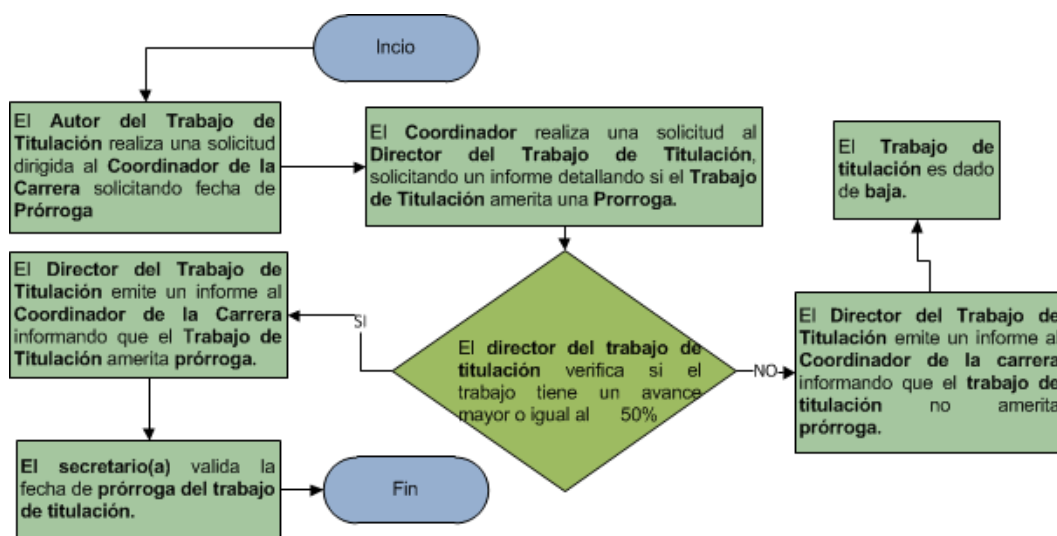 Incio
El Autor del Trabajo de
Titulación realiza una solicitud
dirigida al Coordinador de la
Carrera solicitando fecha de
Prórroga
El Coordinador realiza una solicitud al
Director del Trabajo de Titulación,
solicitando un informe detallando si el Trabajo
de Titulación amerita una Prorroga.
El Trabajo de
titulación es dado
de baja.
El Director del Trabajo de
Titulación emite un informe al
Coordinador de la Carrera
informando que el Trabajo de
Titulación amerita prórroga.
SI
El director del trabajo de
titulación verifica si el
trabajo tiene un avance
mayor o igual al 50%
NO
El Director del Trabajo de
Titulación emite un informe al
Coordinador de la carrera
informando que el trabajo de
titulación no amerita
prórroga.
El secretario(a) valida la
fecha de prórroga del trabajo
de titulación.
Fin